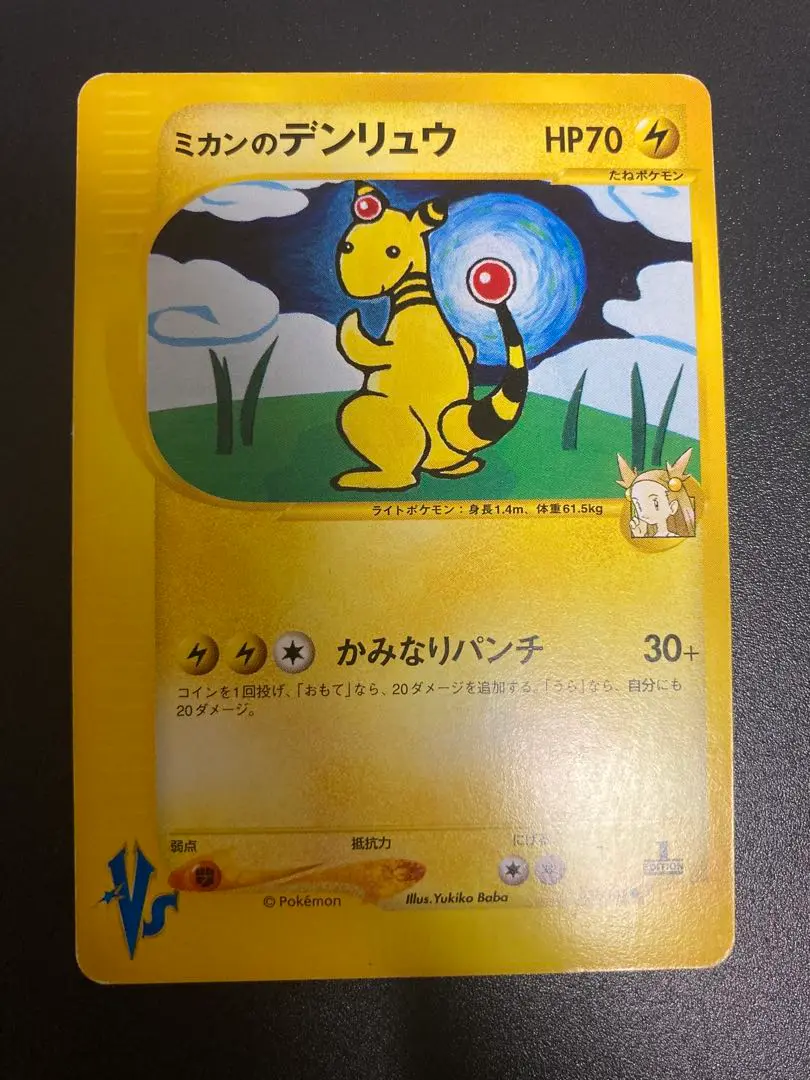 ミカンのデンリュウ HP70
たねポケモン
ライトポケモン：身長1.4m、体重61.5kg
かみなりパンチ 30+
コインを1回投げ、「おもて」なら、20ダメージを追加する。「うら」なら、自分にも
20ダメージ。
弱点 抵抗力 にげる
1
EDITION
© Pokémon Illus. Yukiko Baba
VS